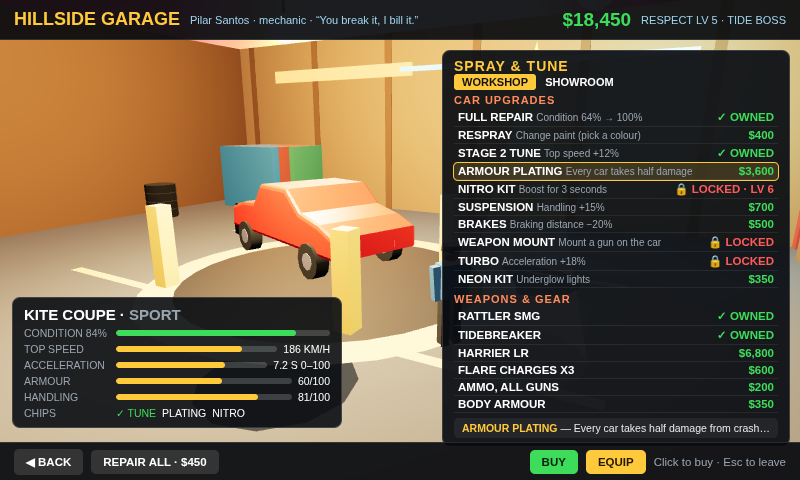 HILLSIDE GARAGE Pilar Santos · mechanic · “You break it, I bill it.” $18,450 RESPECT LV 5 · TIDE BOSS
SPRAY & TUNE
WORKSHOP SHOWROOM
CAR UPGRADES
FULL REPAIR Condition 64% → 100% ✓ OWNED
RESPRAY Change paint (pick a colour) $400
STAGE 2 TUNE Top speed +12% ✓ OWNED
ARMOUR PLATING Every car takes half damage $3,600
NITRO KIT Boost for 3 seconds 🔒 LOCKED · LV 6
SUSPENSION Handling +15% $700
BRAKES Braking distance −20% $500
WEAPON MOUNT Mount a gun on the car 🔒 LOCKED
TURBO Acceleration +18% 🔒 LOCKED
NEON KIT Underglow lights $350
WEAPONS & GEAR
RATTLER SMG ✓ OWNED
TIDEBREAKER ✓ OWNED
HARRIER LR $6,800
FLARE CHARGES X3 $600
AMMO, ALL GUNS $200
BODY ARMOUR $350
ARMOUR PLATING — Every car takes half damage from crash…
KITE COUPE · SPORT
CONDITION 84%
TOP SPEED 186 KM/H
ACCELERATION 7.2 S 0–100
ARMOUR 60/100
HANDLING 81/100
CHIPS ✓ TUNE PLATING NITRO
◀ BACK REPAIR ALL · $450 BUY EQUIP Click to buy · Esc to leave